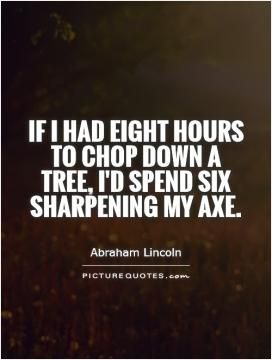 IF I HAD EIGHT HOURS
TO CHOP DOWN A
TREE, I'D SPEND SIX
SHARPENING MY AXE.
Abraham Lincoln
PICTUREQUOTES.com